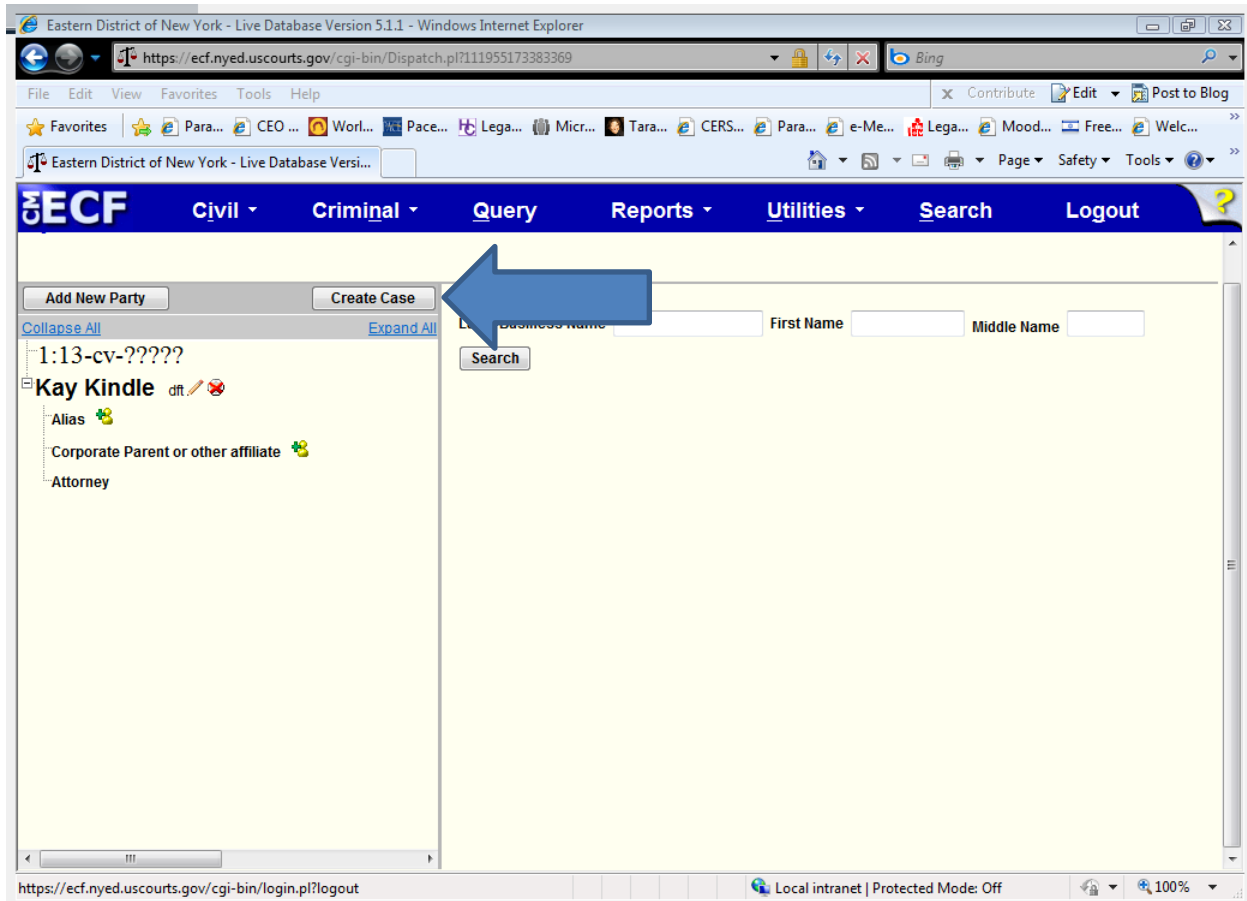 Eastern District of New York - Live Database Version 5.1.1 - Windows Internet Explorer
https://ecf.nyed.uscourts.gov/cgi-bin/Dispatch.pl?111955173383369
Bing
File Edit View Favorites Tools Help
x Contribute Edit Post to Blog
Favorites Para... CEO ... Worl... Pace... Lega... Micr... Tara... CERS... Para... e-Me... Lega... Mood... Free... Welc...
Eastern District of New York - Live Database Versi...
Page Safety Tools
CM ECF Civil Criminal Query Reports Utilities Search Logout ?
Add New Party Create Case
Collapse All Expand All
Business Name First Name Middle Name
Search
1:13-cv-?????
Kay Kindle dft
Alias
Corporate Parent or other affiliate
Attorney
https://ecf.nyed.uscourts.gov/cgi-bin/login.pl?logout
Local intranet | Protected Mode: Off
100%